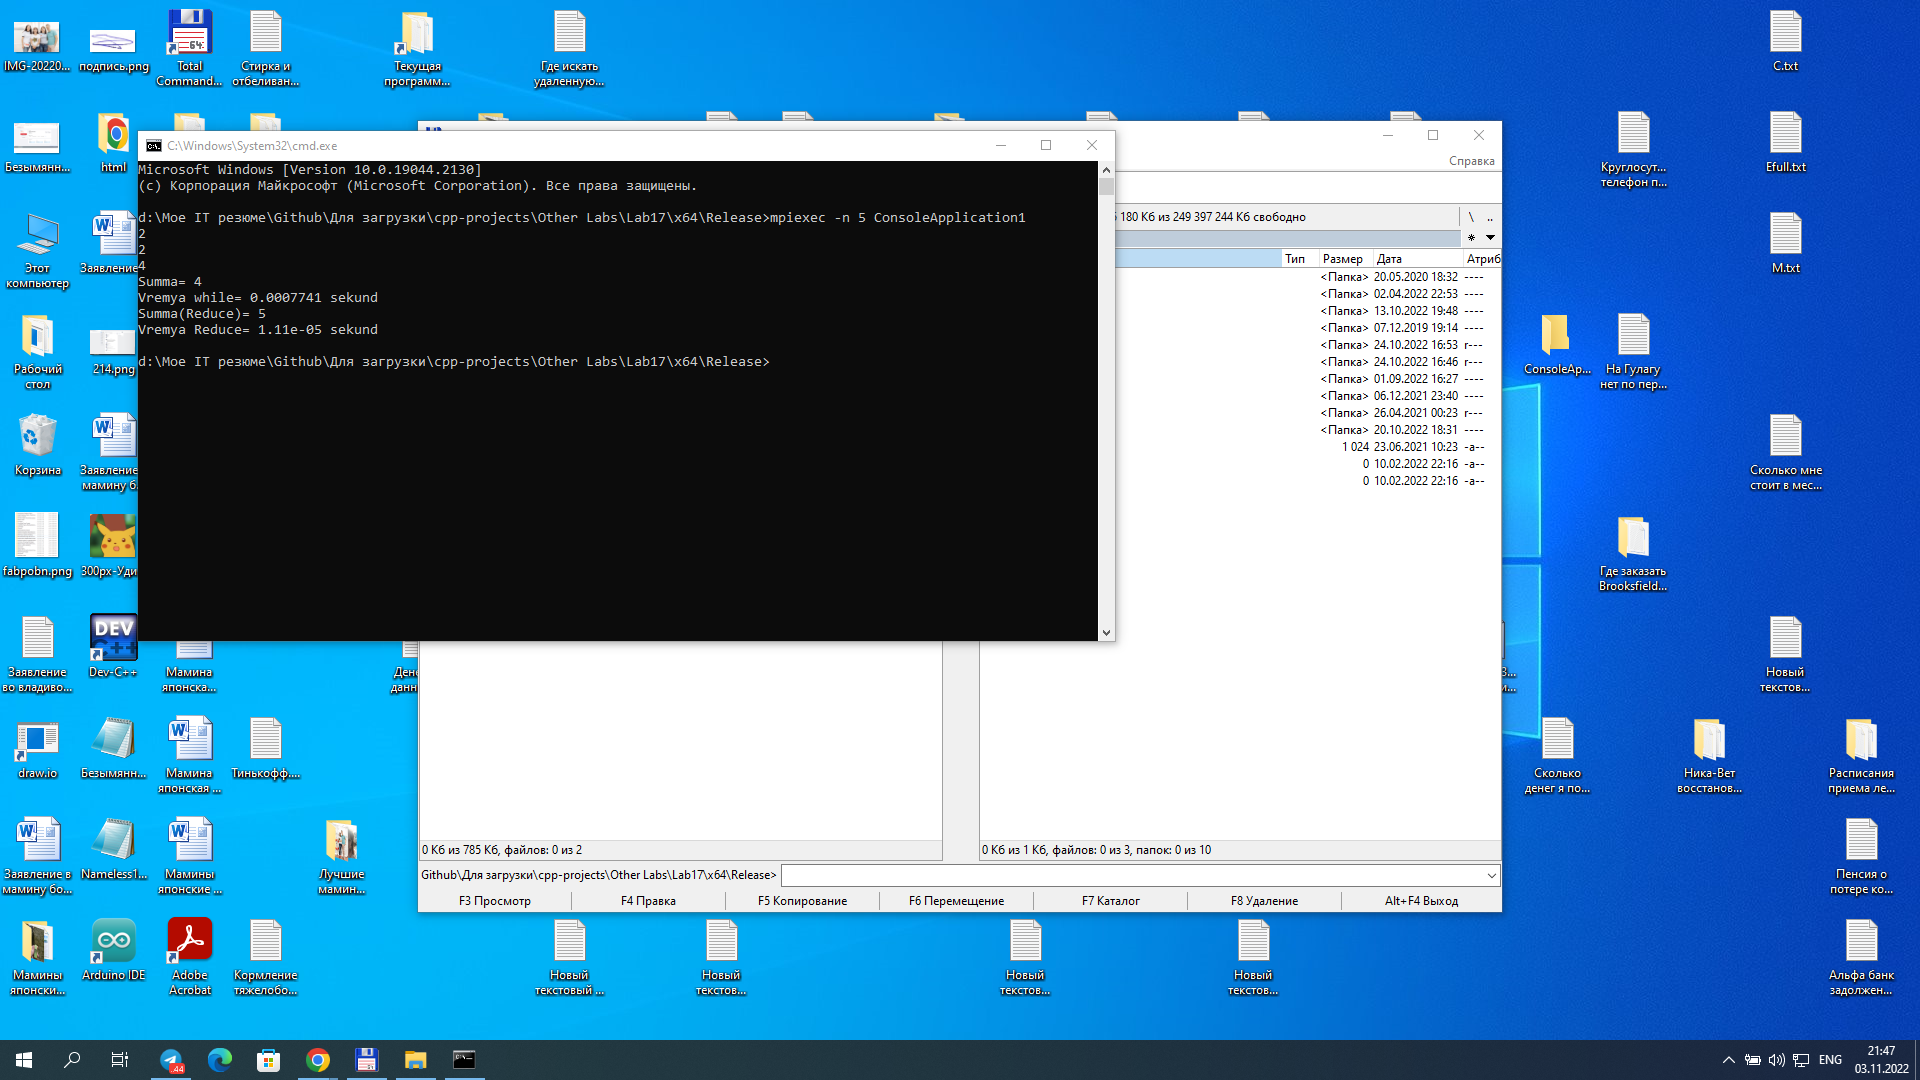 IMG-20220...
подпись.png
Total
Command...
Стирка и
отбеливан...
Текущая
программ...
Где искать
удаленную...
C.txt
Безымянн...
html
Круглосут...
телефон п...
Efull.txt
C:\Windows\System32\cmd.exe
Microsoft Windows [Version 10.0.19044.2130]
(c) Корпорация Майкрософт (Microsoft Corporation). Все права защищены.
d:\Мое IT резюме\Github\Для загрузки\cpp-projects\Other Labs\Lab17\x64\Release>mpiexec -n 5 ConsoleApplication1
2
2
4
Summa= 4
Vremya while= 0.0007741 sekund
Summa(Reduce)= 5
Vremya Reduce= 1.11e-05 sekund
d:\Мое IT резюме\Github\Для загрузки\cpp-projects\Other Labs\Lab17\x64\Release>
Справка
180 Кб из 249 397 244 Кб свободно
\ ..
* 
Тип Размер Дата Атриб
<Папка> 20.05.2020 18:32 ----
<Папка> 02.04.2022 22:53 ----
<Папка> 13.10.2022 19:48 ----
<Папка> 07.12.2019 19:14 ----
<Папка> 24.10.2022 16:53 r---
<Папка> 24.10.2022 16:46 r---
<Папка> 01.09.2022 16:27 ----
<Папка> 06.12.2021 23:40 ----
<Папка> 26.04.2021 00:23 r---
<Папка> 20.10.2022 18:31 ----
1 024 23.06.2021 10:23 -a--
0 10.02.2022 22:16 -a--
0 10.02.2022 22:16 -a--
Этот
компьютер
Заявление
M.txt
Рабочий
стол
214.png
ConsoleAp...
На Гулагу
нет по пер...
Корзина
Заявление
мамину б
Сколько мне
стоит в мес...
fabpobn.png
300px-Уди
Где заказать
Brooksfield...
Заявление
во владиво...
DEV
C++
Dev-C++
Мамина
японска...
Новый
текстов...
draw.io
Безымянн...
Мамина
японская ...
Тинькофф....
Сколько
денег я по...
Ника-Вет
восстанов...
Расписания
приема ле...
0 Кб из 785 Кб, файлов: 0 из 2
0 Кб из 1 Кб, файлов: 0 из 3, папок: 0 из 10
Github\Для загрузки\cpp-projects\Other Labs\Lab17\x64\Release>
F3 Просмотр
F4 Правка
F5 Копирование
F6 Перемещение
F7 Каталог
F8 Удаление
Alt+F4 Выход
Заявление в
мамину бо...
Nameless1...
Мамины
японские ...
Лучшие
мамин...
Пенсия о
потере ко...
Мамины
японски...
Arduino IDE
Adobe
Acrobat
Кормление
тяжелобо...
Новый
текстовый ...
Новый
текстов...
Новый
текстов...
Новый
текстов...
Альфа банк
задолжен...
44
ENG
21:47
03.11.2022